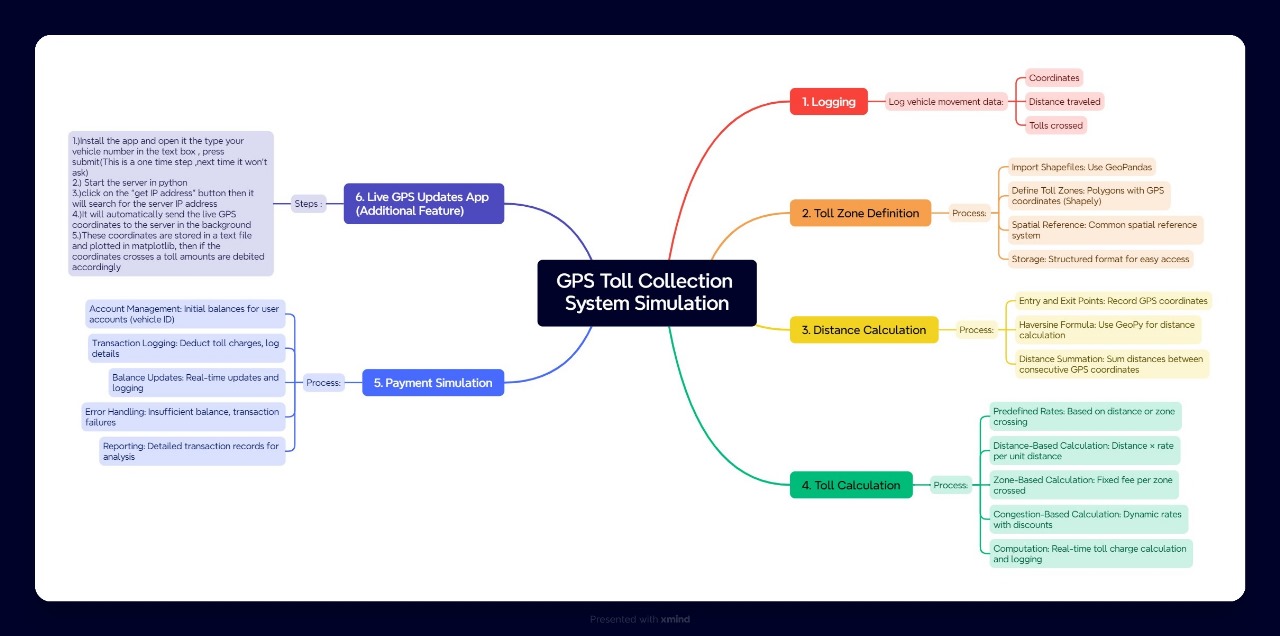 GPS Toll Collection
System Simulation
1. Logging
Log vehicle movement data:
Coordinates
Distance traveled
Tolls crossed
2. Toll Zone Definition
Process:
Import Shapefiles: Use GeoPandas
Define Toll Zones: Polygons with GPS
coordinates (Shapely)
Spatial Reference: Common spatial reference
system
Storage: Structured format for easy access
3. Distance Calculation
Process:
Entry and Exit Points: Record GPS coordinates
Haversine Formula: Use GeoPy for distance
calculation
Distance Summation: Sum distances between
consecutive GPS coordinates
4. Toll Calculation
Process:
Predefined Rates: Based on distance or zone
crossing
Distance-Based Calculation: Distance × rate
per unit distance
Zone-Based Calculation: Fixed fee per zone
crossed
Congestion-Based Calculation: Dynamic rates
with discounts
Computation: Real-time toll charge calculation
and logging
5. Payment Simulation
Process:
Account Management: Initial balances for user
accounts (vehicle ID)
Transaction Logging: Deduct toll charges, log
details
Balance Updates: Real-time updates and
logging
Error Handling: Insufficient balance, transaction
failures
Reporting: Detailed transaction records for
analysis
6. Live GPS Updates App
(Additional Feature)
Steps :
1.)Install the app and open it the type your
vehicle number in the text box , press
submit(This is a one time step ,next time it won't
ask)
2.) Start the server in python
3.)click on the "get IP address" button then it
will search for the server IP address
4.)It will automatically send the live GPS
coordinates to the server in the background
5.)These coordinates are stored in a text file
and plotted in matplotlib, then if the
coordinates crosses a toll amounts are debited
accordingly
Presented with xmind